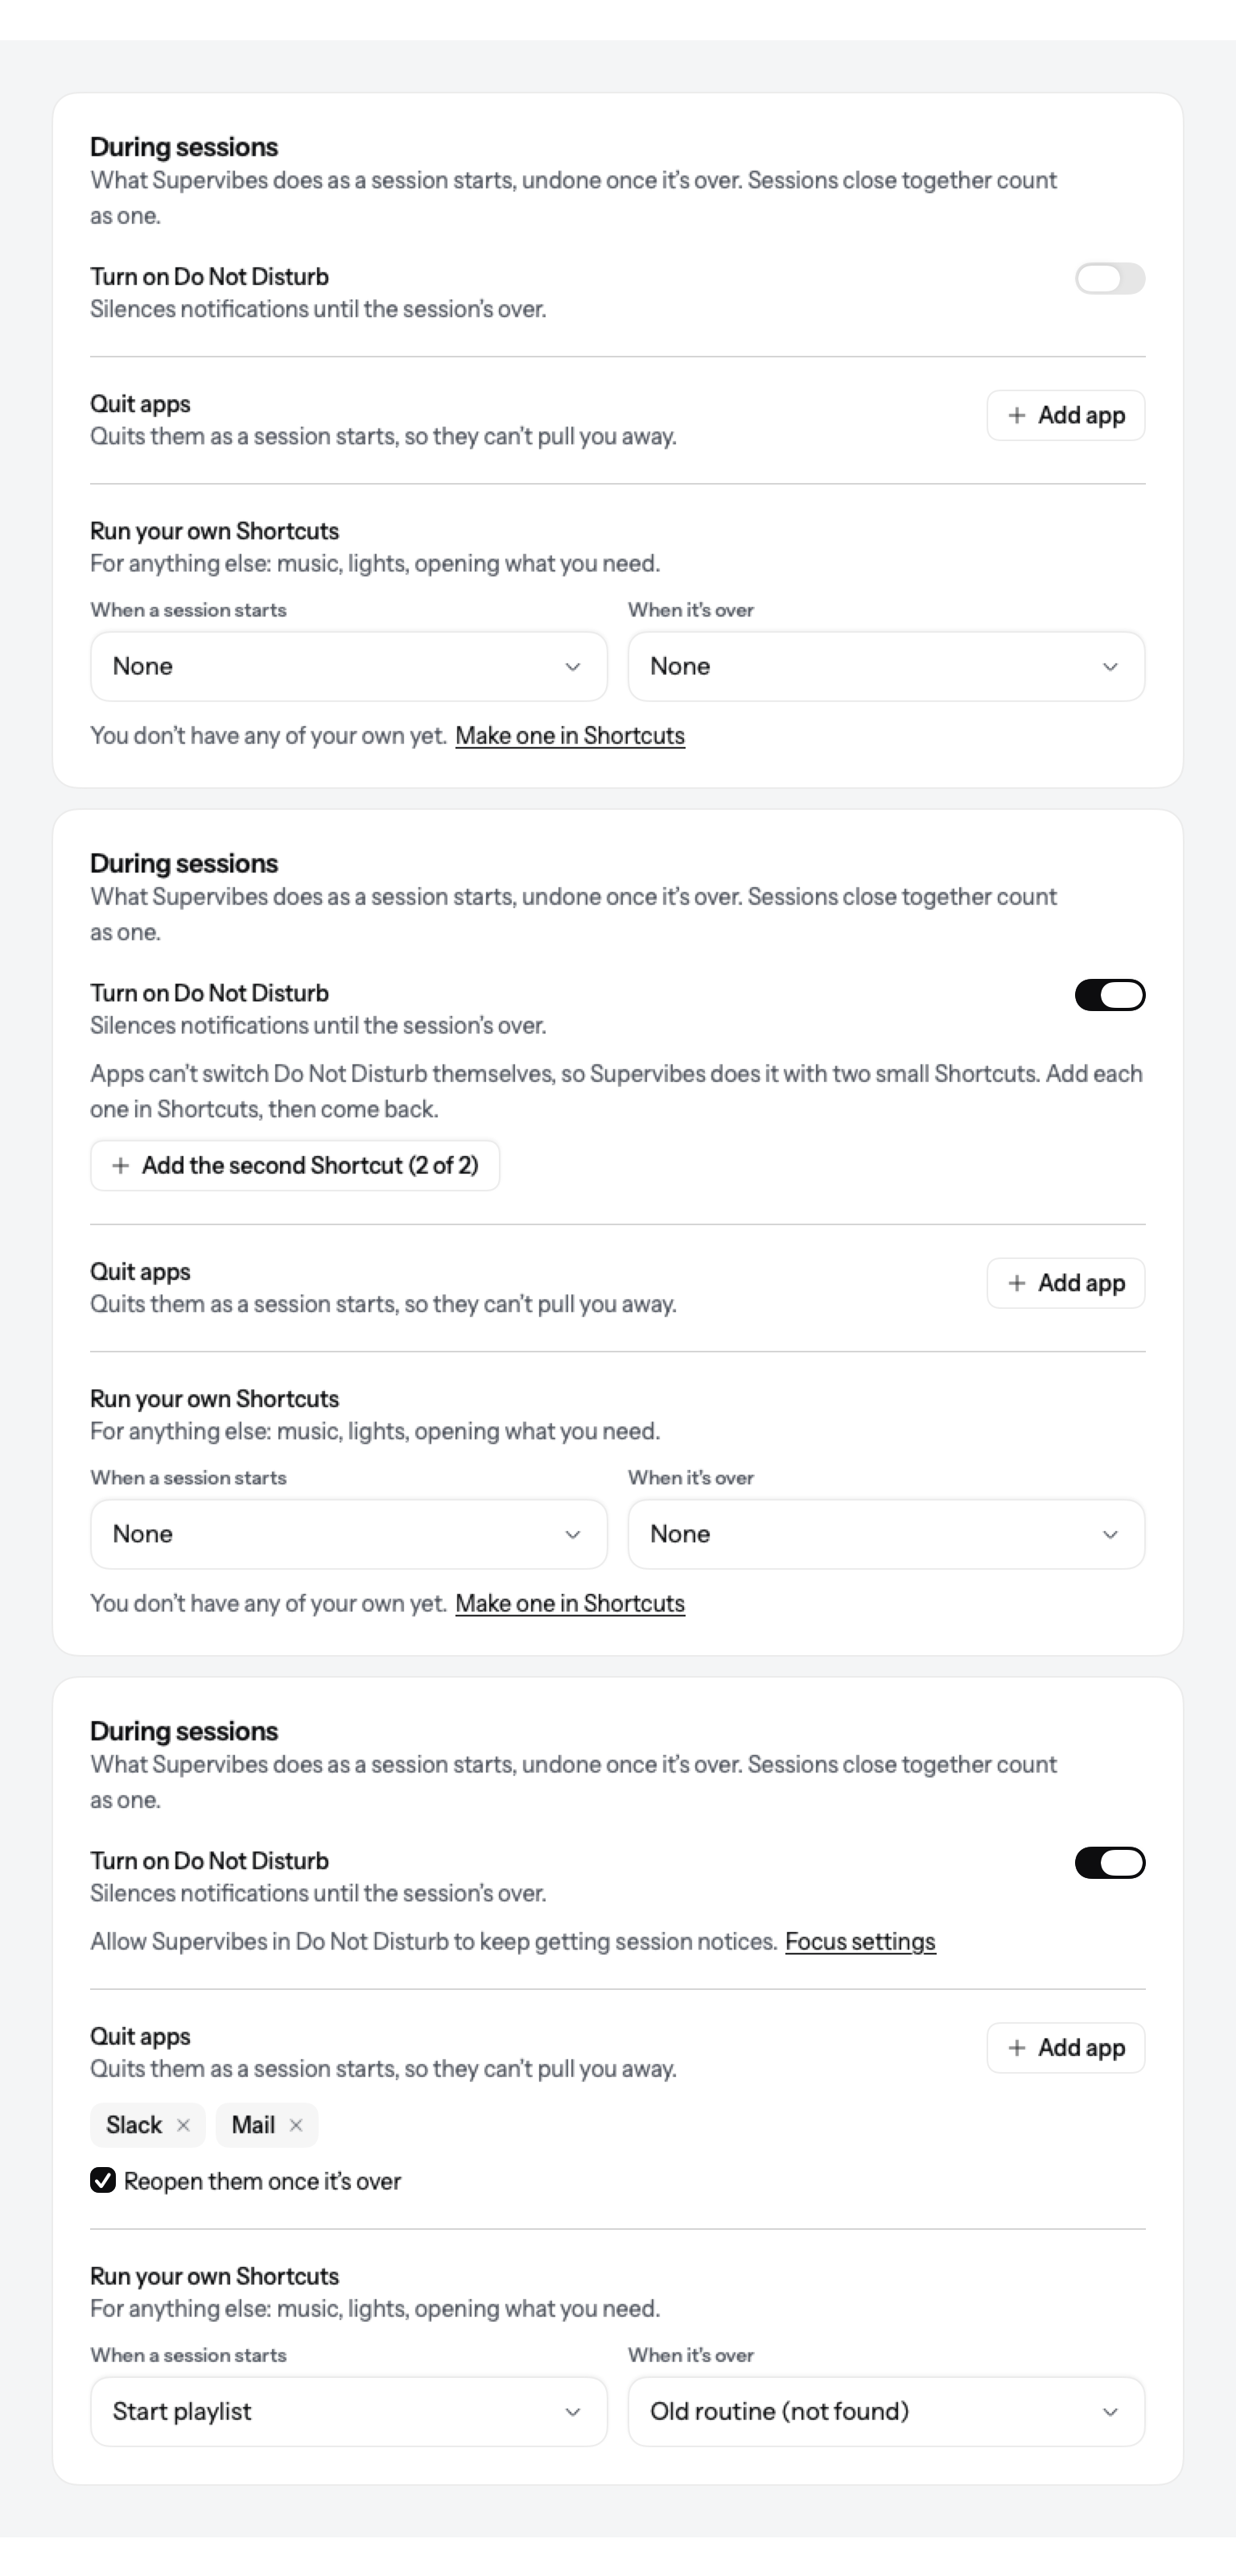 During sessions
What Supervibes does as a session starts, undone once it’s over. Sessions close together count
as one.
Turn on Do Not Disturb
Silences notifications until the session’s over.
Quit apps
Quits them as a session starts, so they can’t pull you away.
Add app
Run your own Shortcuts
For anything else: music, lights, opening what you need.
When a session starts
When it’s over
None
None
You don’t have any of your own yet. Make one in Shortcuts
During sessions
What Supervibes does as a session starts, undone once it’s over. Sessions close together count
as one.
Turn on Do Not Disturb
Silences notifications until the session’s over.
Apps can’t switch Do Not Disturb themselves, so Supervibes does it with two small Shortcuts. Add each
one in Shortcuts, then come back.
Add the second Shortcut (2 of 2)
Quit apps
Quits them as a session starts, so they can’t pull you away.
Add app
Run your own Shortcuts
For anything else: music, lights, opening what you need.
When a session starts
When it’s over
None
None
You don’t have any of your own yet. Make one in Shortcuts
During sessions
What Supervibes does as a session starts, undone once it’s over. Sessions close together count
as one.
Turn on Do Not Disturb
Silences notifications until the session’s over.
Allow Supervibes in Do Not Disturb to keep getting session notices. Focus settings
Quit apps
Quits them as a session starts, so they can’t pull you away.
Add app
Slack
Mail
Reopen them once it’s over
Run your own Shortcuts
For anything else: music, lights, opening what you need.
When a session starts
When it’s over
Start playlist
Old routine (not found)